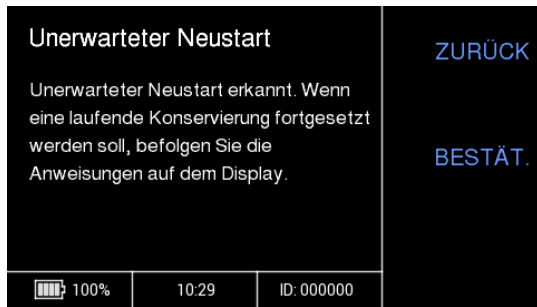 Unerwarteter Neustart
ZURÜCK
Unerwarteter Neustart erkannt. Wenn
eine laufende Konservierung fortgesetzt
werden soll, befolgen Sie die
Anweisungen auf dem Display.
BESTÄT.
100%
10:29
ID: 000000